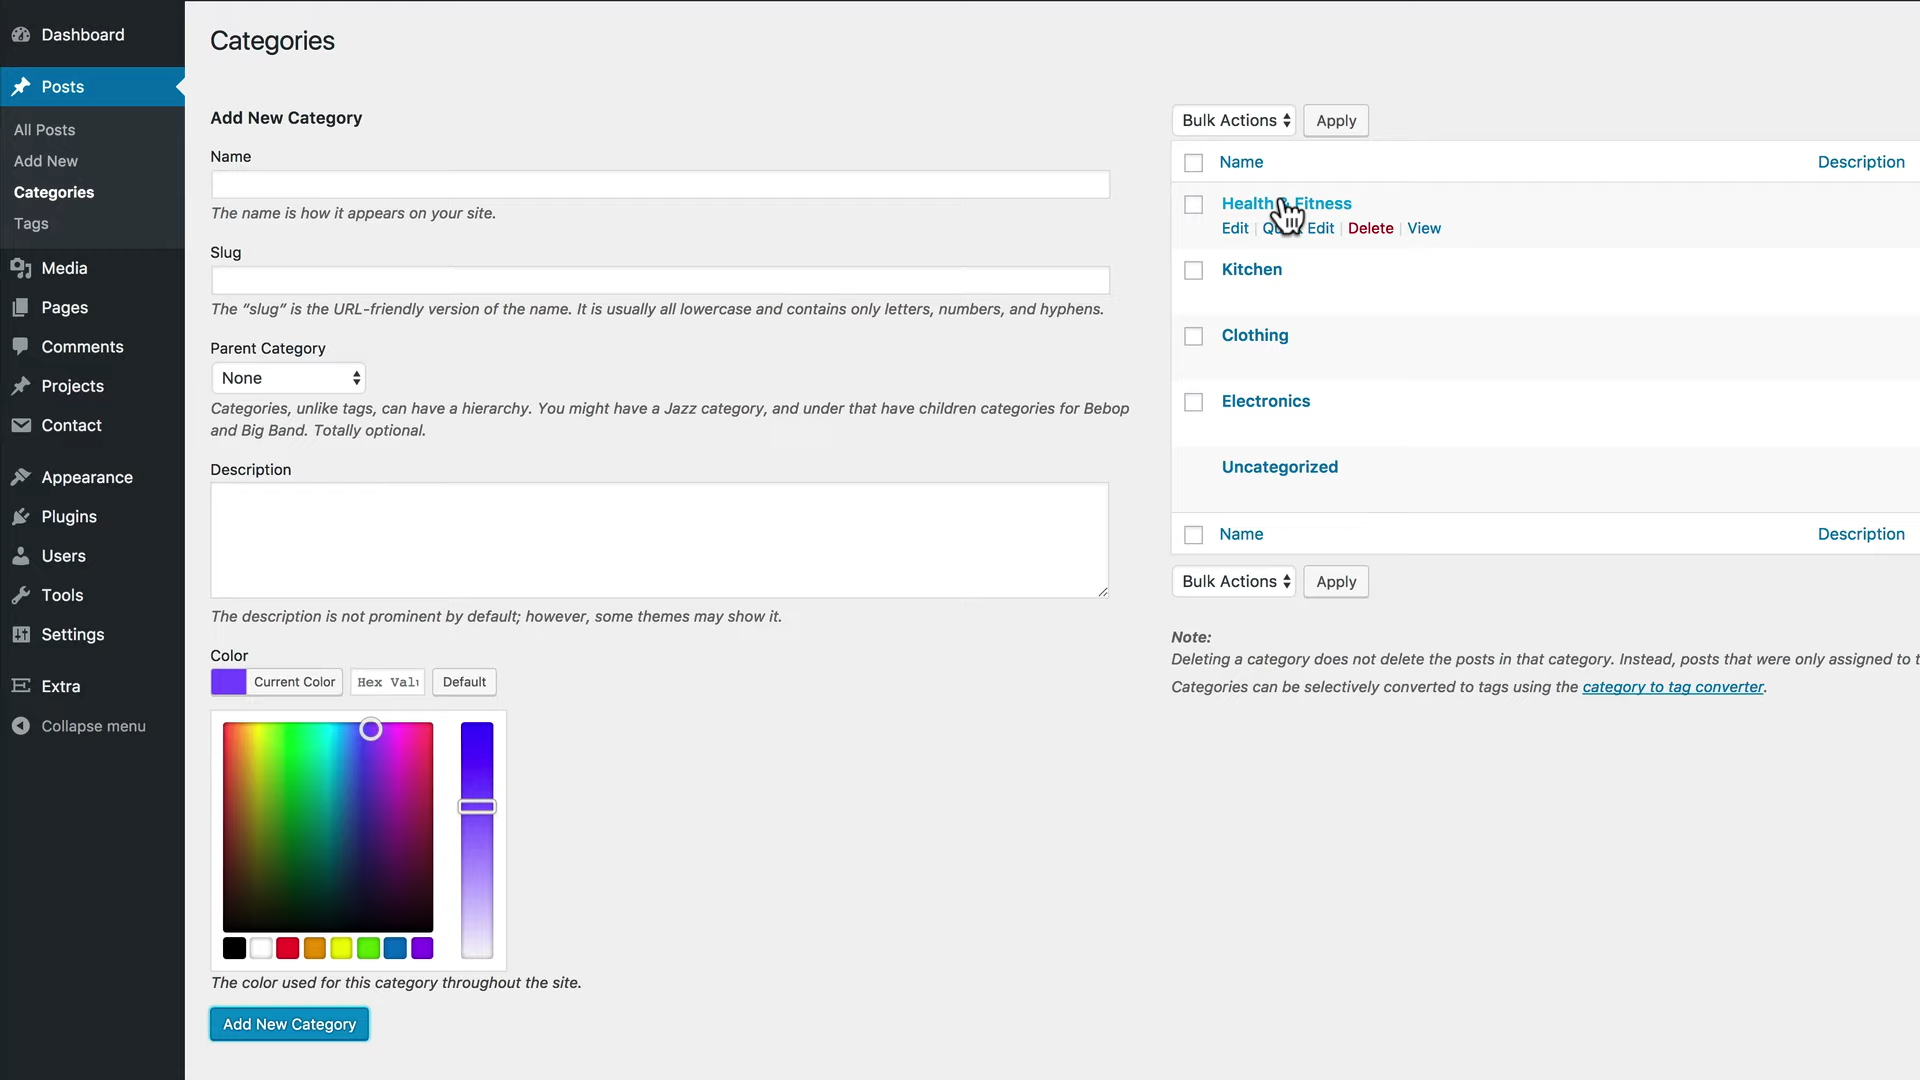 Dashboard
Posts
All Posts
Add New
Categories
Tags
Media
Pages
Comments
Projects
Contact
Appearance
Plugins
Users
Tools
Settings
Extra
Collapse menu
Categories
Add New Category
Name
The name is how it appears on your site.
Slug
The “slug” is the URL-friendly version of the name. It is usually all lowercase and contains only letters, numbers, and hyphens.
Parent Category
None
Categories, unlike tags, can have a hierarchy. You might have a Jazz category, and under that have children categories for Bebop
and Big Band. Totally optional.
Description
The description is not prominent by default; however, some themes may show it.
Color
Current Color Hex Valu Default
The color used for this category throughout the site.
Add New Category
Bulk Actions Apply
Name Description
Health & Fitness
Edit | Quick Edit | Delete | View
Kitchen
Clothing
Electronics
Uncategorized
Name Description
Bulk Actions Apply
Note:
Deleting a category does not delete the posts in that category. Instead, posts that were only assigned to
Categories can be selectively converted to tags using the category to tag converter.